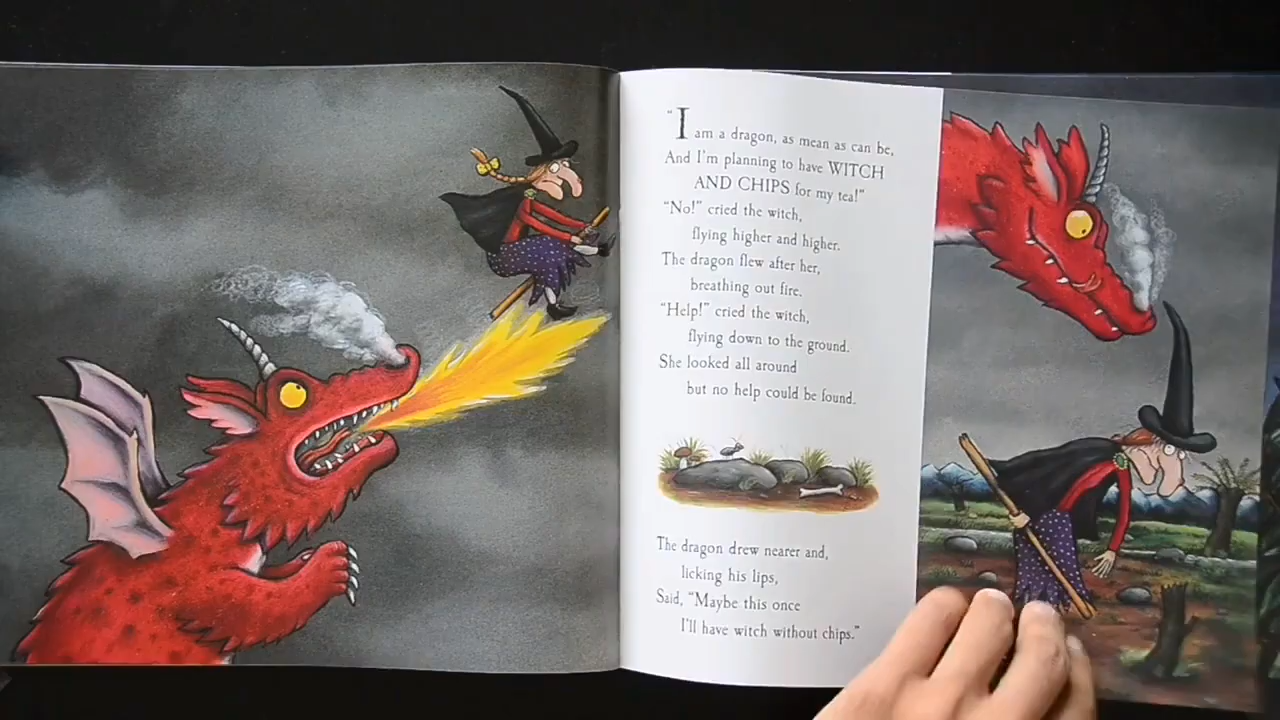 "I am a dragon, as mean as can be,
And I'm planning to have WITCH
AND CHIPS for my tea!"
"No!" cried the witch,
flying higher and higher.
The dragon flew after her,
breathing out fire.
"Help!" cried the witch,
flying down to the ground.
She looked all around
but no help could be found.
The dragon drew nearer and,
licking his lips,
Said, "Maybe this once
I'll have witch without chips."